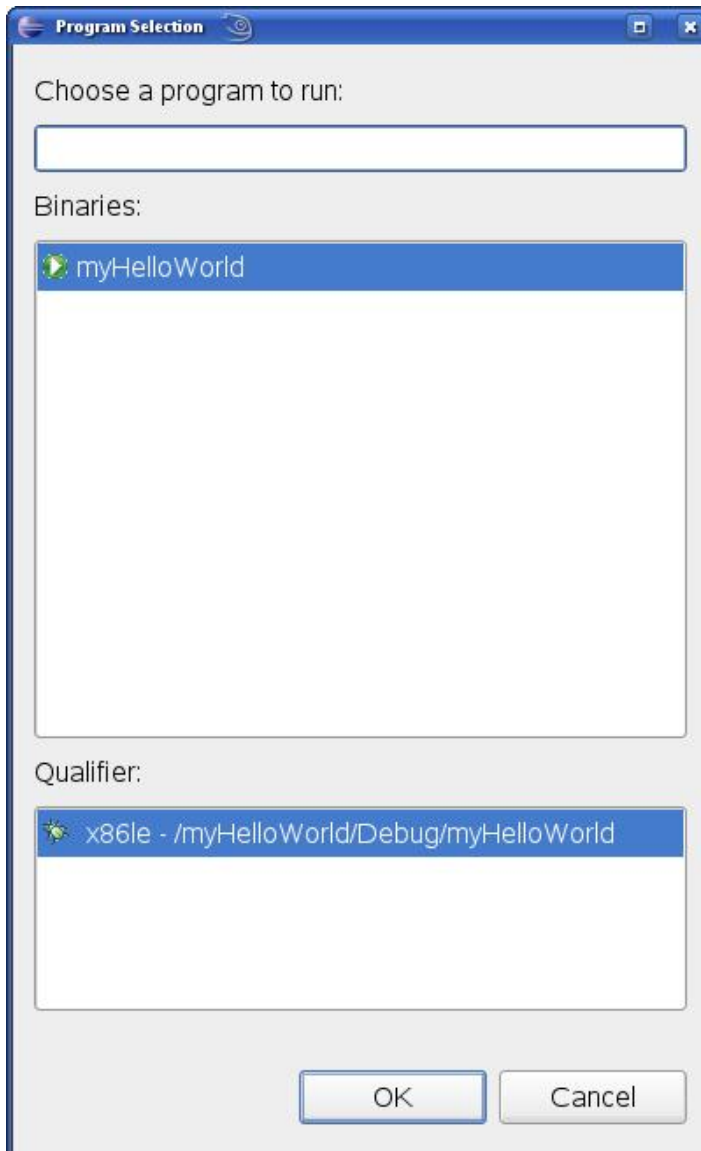 Program Selection
Choose a program to run:
Binaries:
myHelloWorld
Qualifier:
x86le - /myHelloWorld/Debug/myHelloWorld
OK Cancel